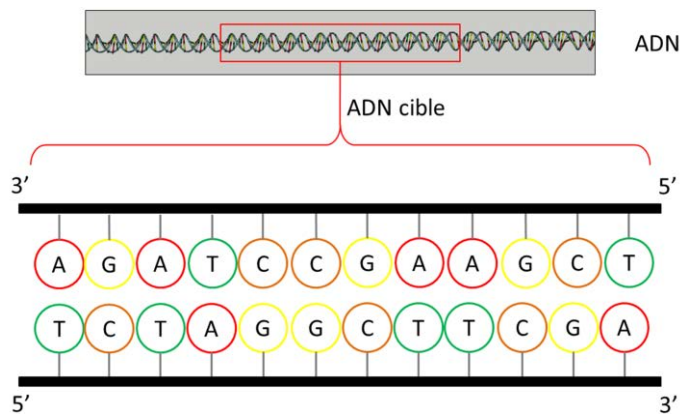 ADN
ADN cible
3’ 5’
A G A T C C G A A G C T
T C T A G G C T T C G A
5’ 3’